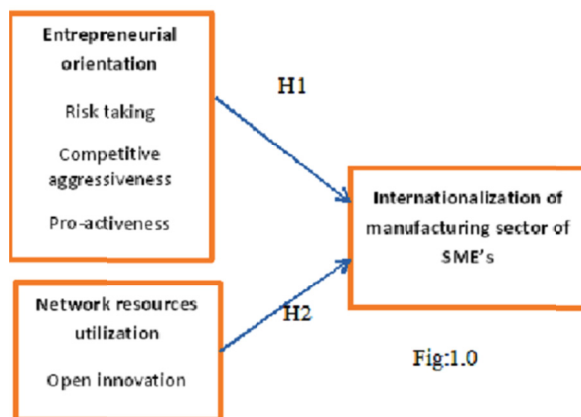 Entrepreneurial
orientation
Risk taking
Competitive
aggressiveness
Pro-activeness
H1
Internationalization of
manufacturing sector of
SME's
Network resources
utilization
Open innovation
H2
Fig:1.0